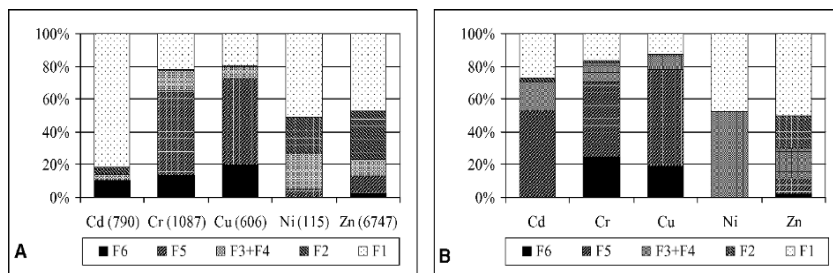 100%
80%
60%
40%
20%
0%
Cd (790) Cr (1087) Cu (606) Ni (115) Zn (6747)
A
F6 F5 F3+F4 F2 F1
100%
80%
60%
40%
20%
0%
Cd Cr Cu Ni Zn
B
F6 F5 F3+F4 F2 F1